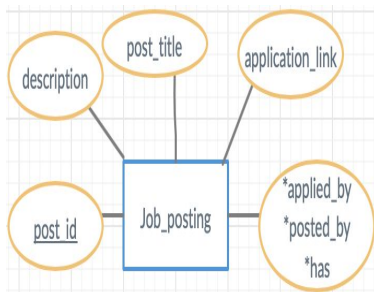 post_title
application_link
description
*applied_by
*posted_by
*has
Job_posting
post_id